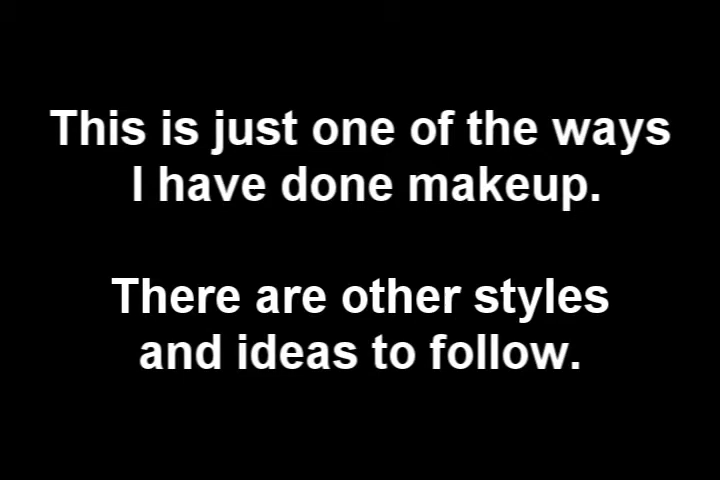 This is just one of the ways
I have done makeup.
There are other styles
and ideas to follow.